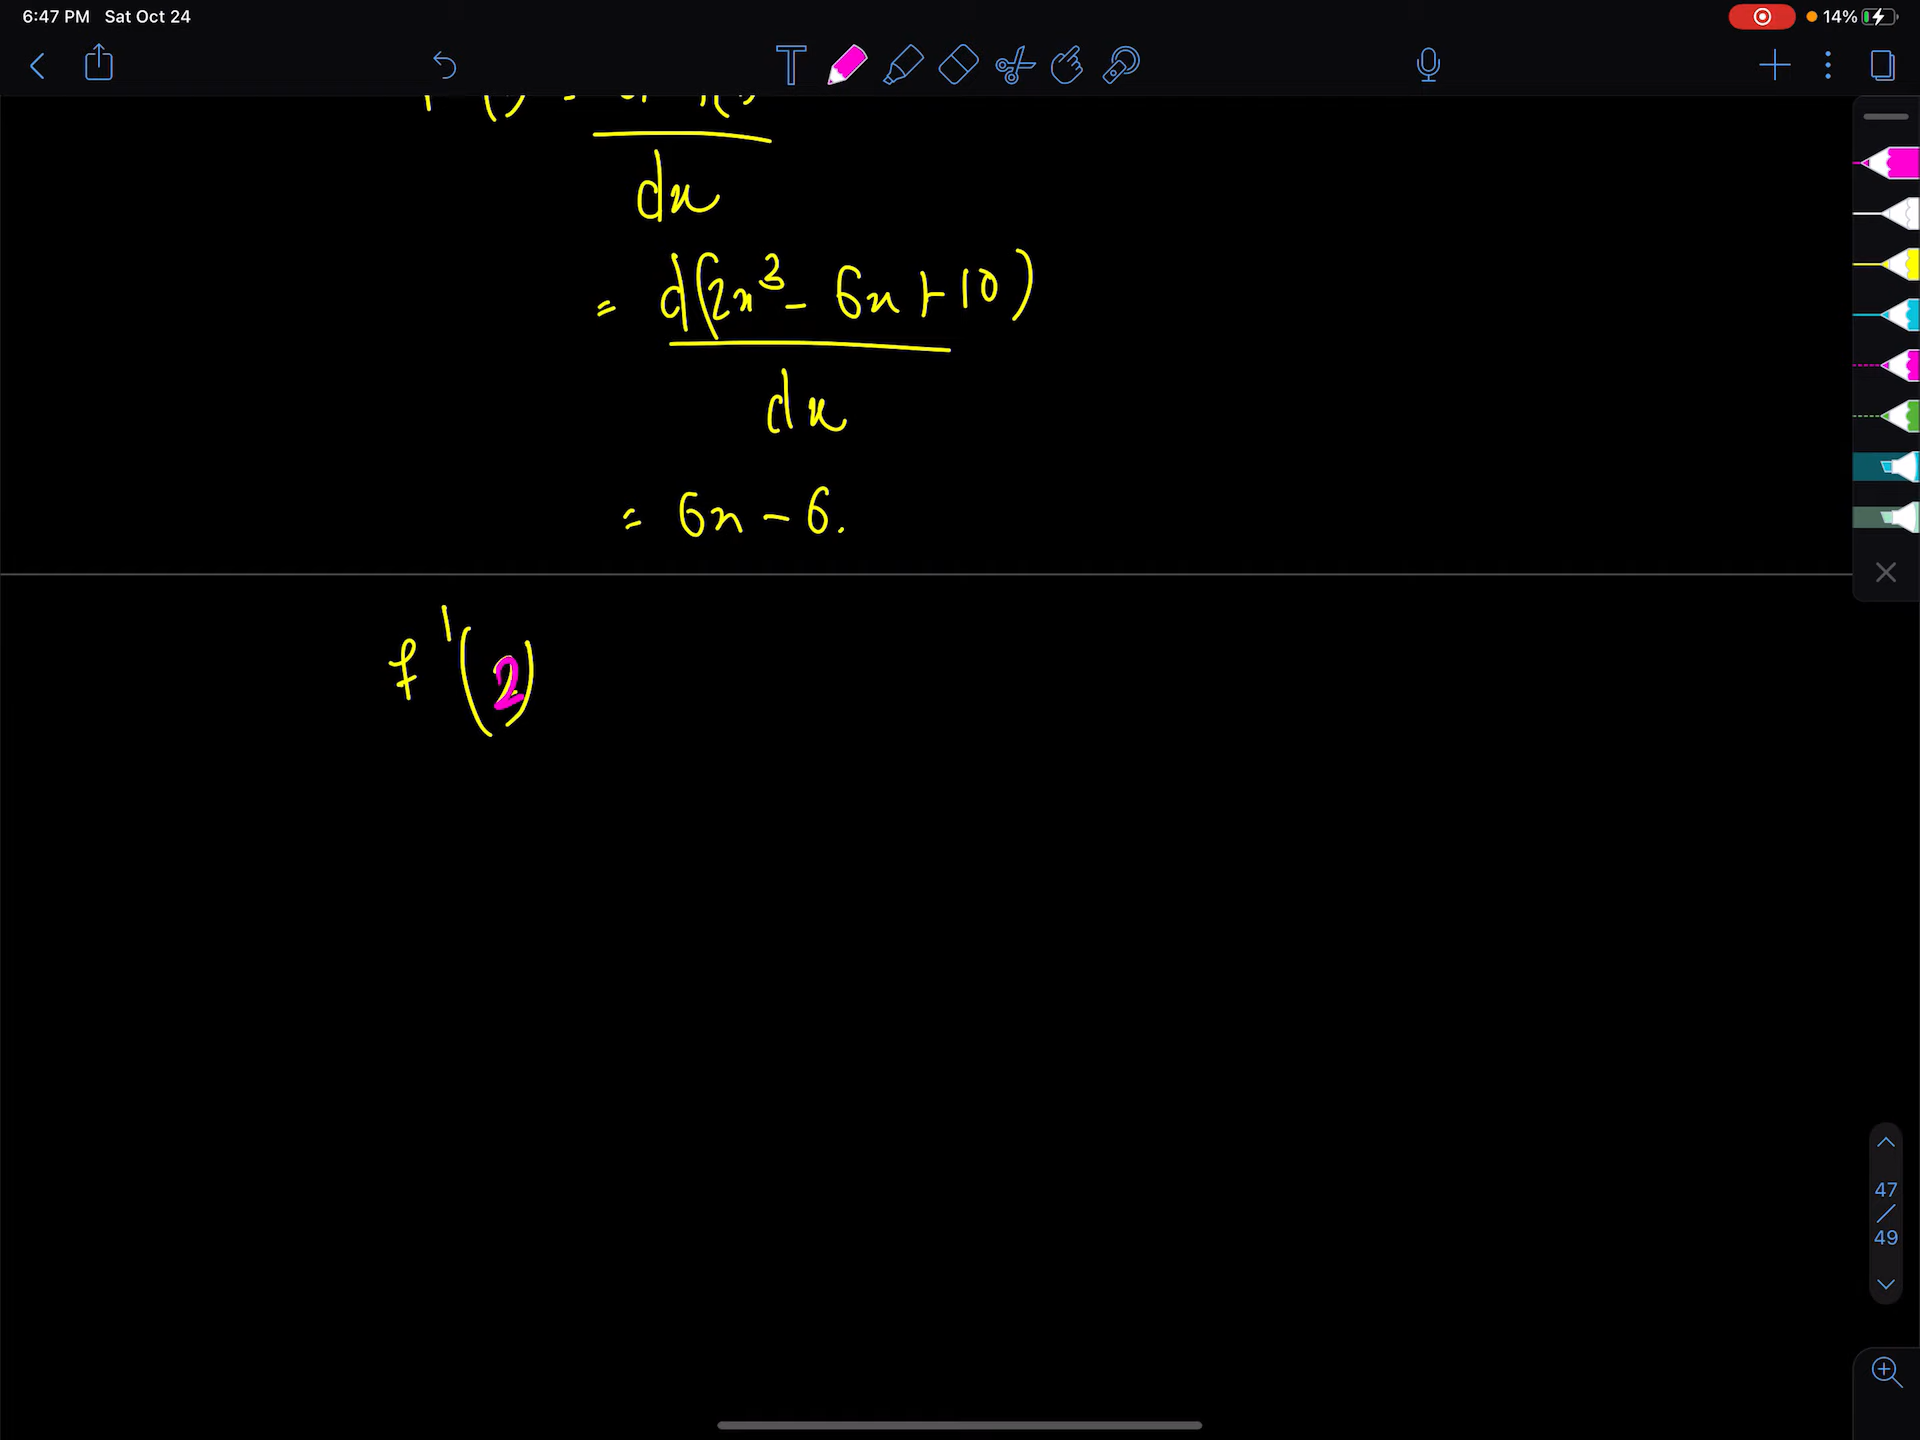 6:47 PM Sat Oct 24
14%
dx
= d(2x³ - 6x + 10)
dx
= 6x - 6.
f'(2)
47
/
49